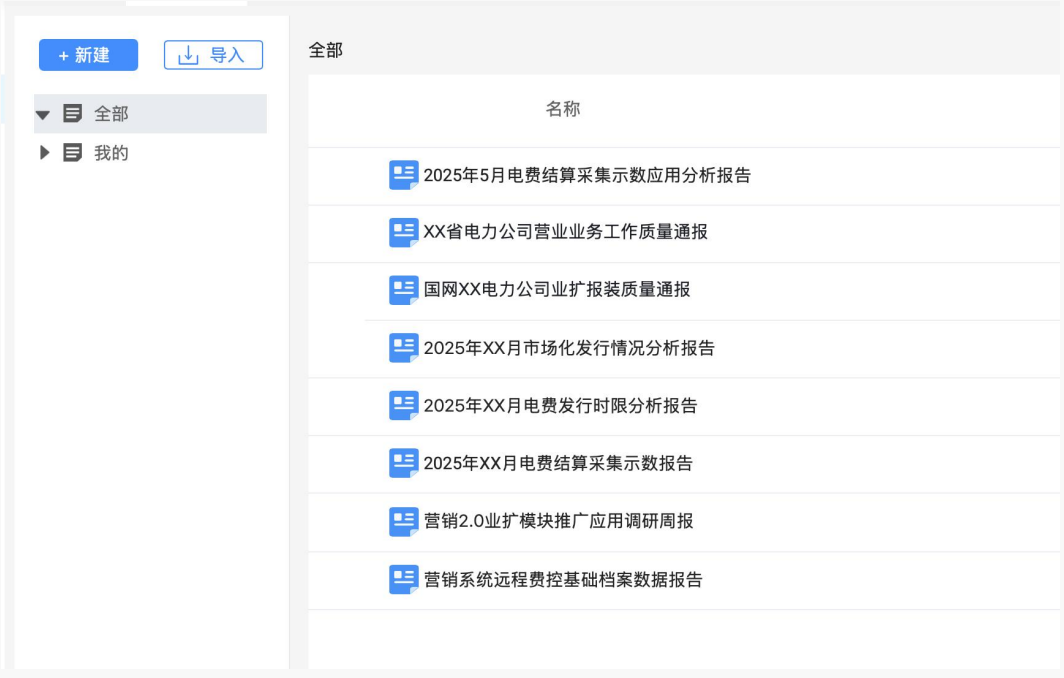 + 新建
导入
全部
我的
全部
名称
2025年5月电费结算采集示数应用分析报告
XX省电力公司营业业务工作质量通报
国网XX电力公司业扩报装质量通报
2025年XX月市场化发行情况分析报告
2025年XX月电费发行时限分析报告
2025年XX月电费结算采集示数报告
营销2.0业扩模块推广应用调研周报
营销系统远程费控基础档案数据报告